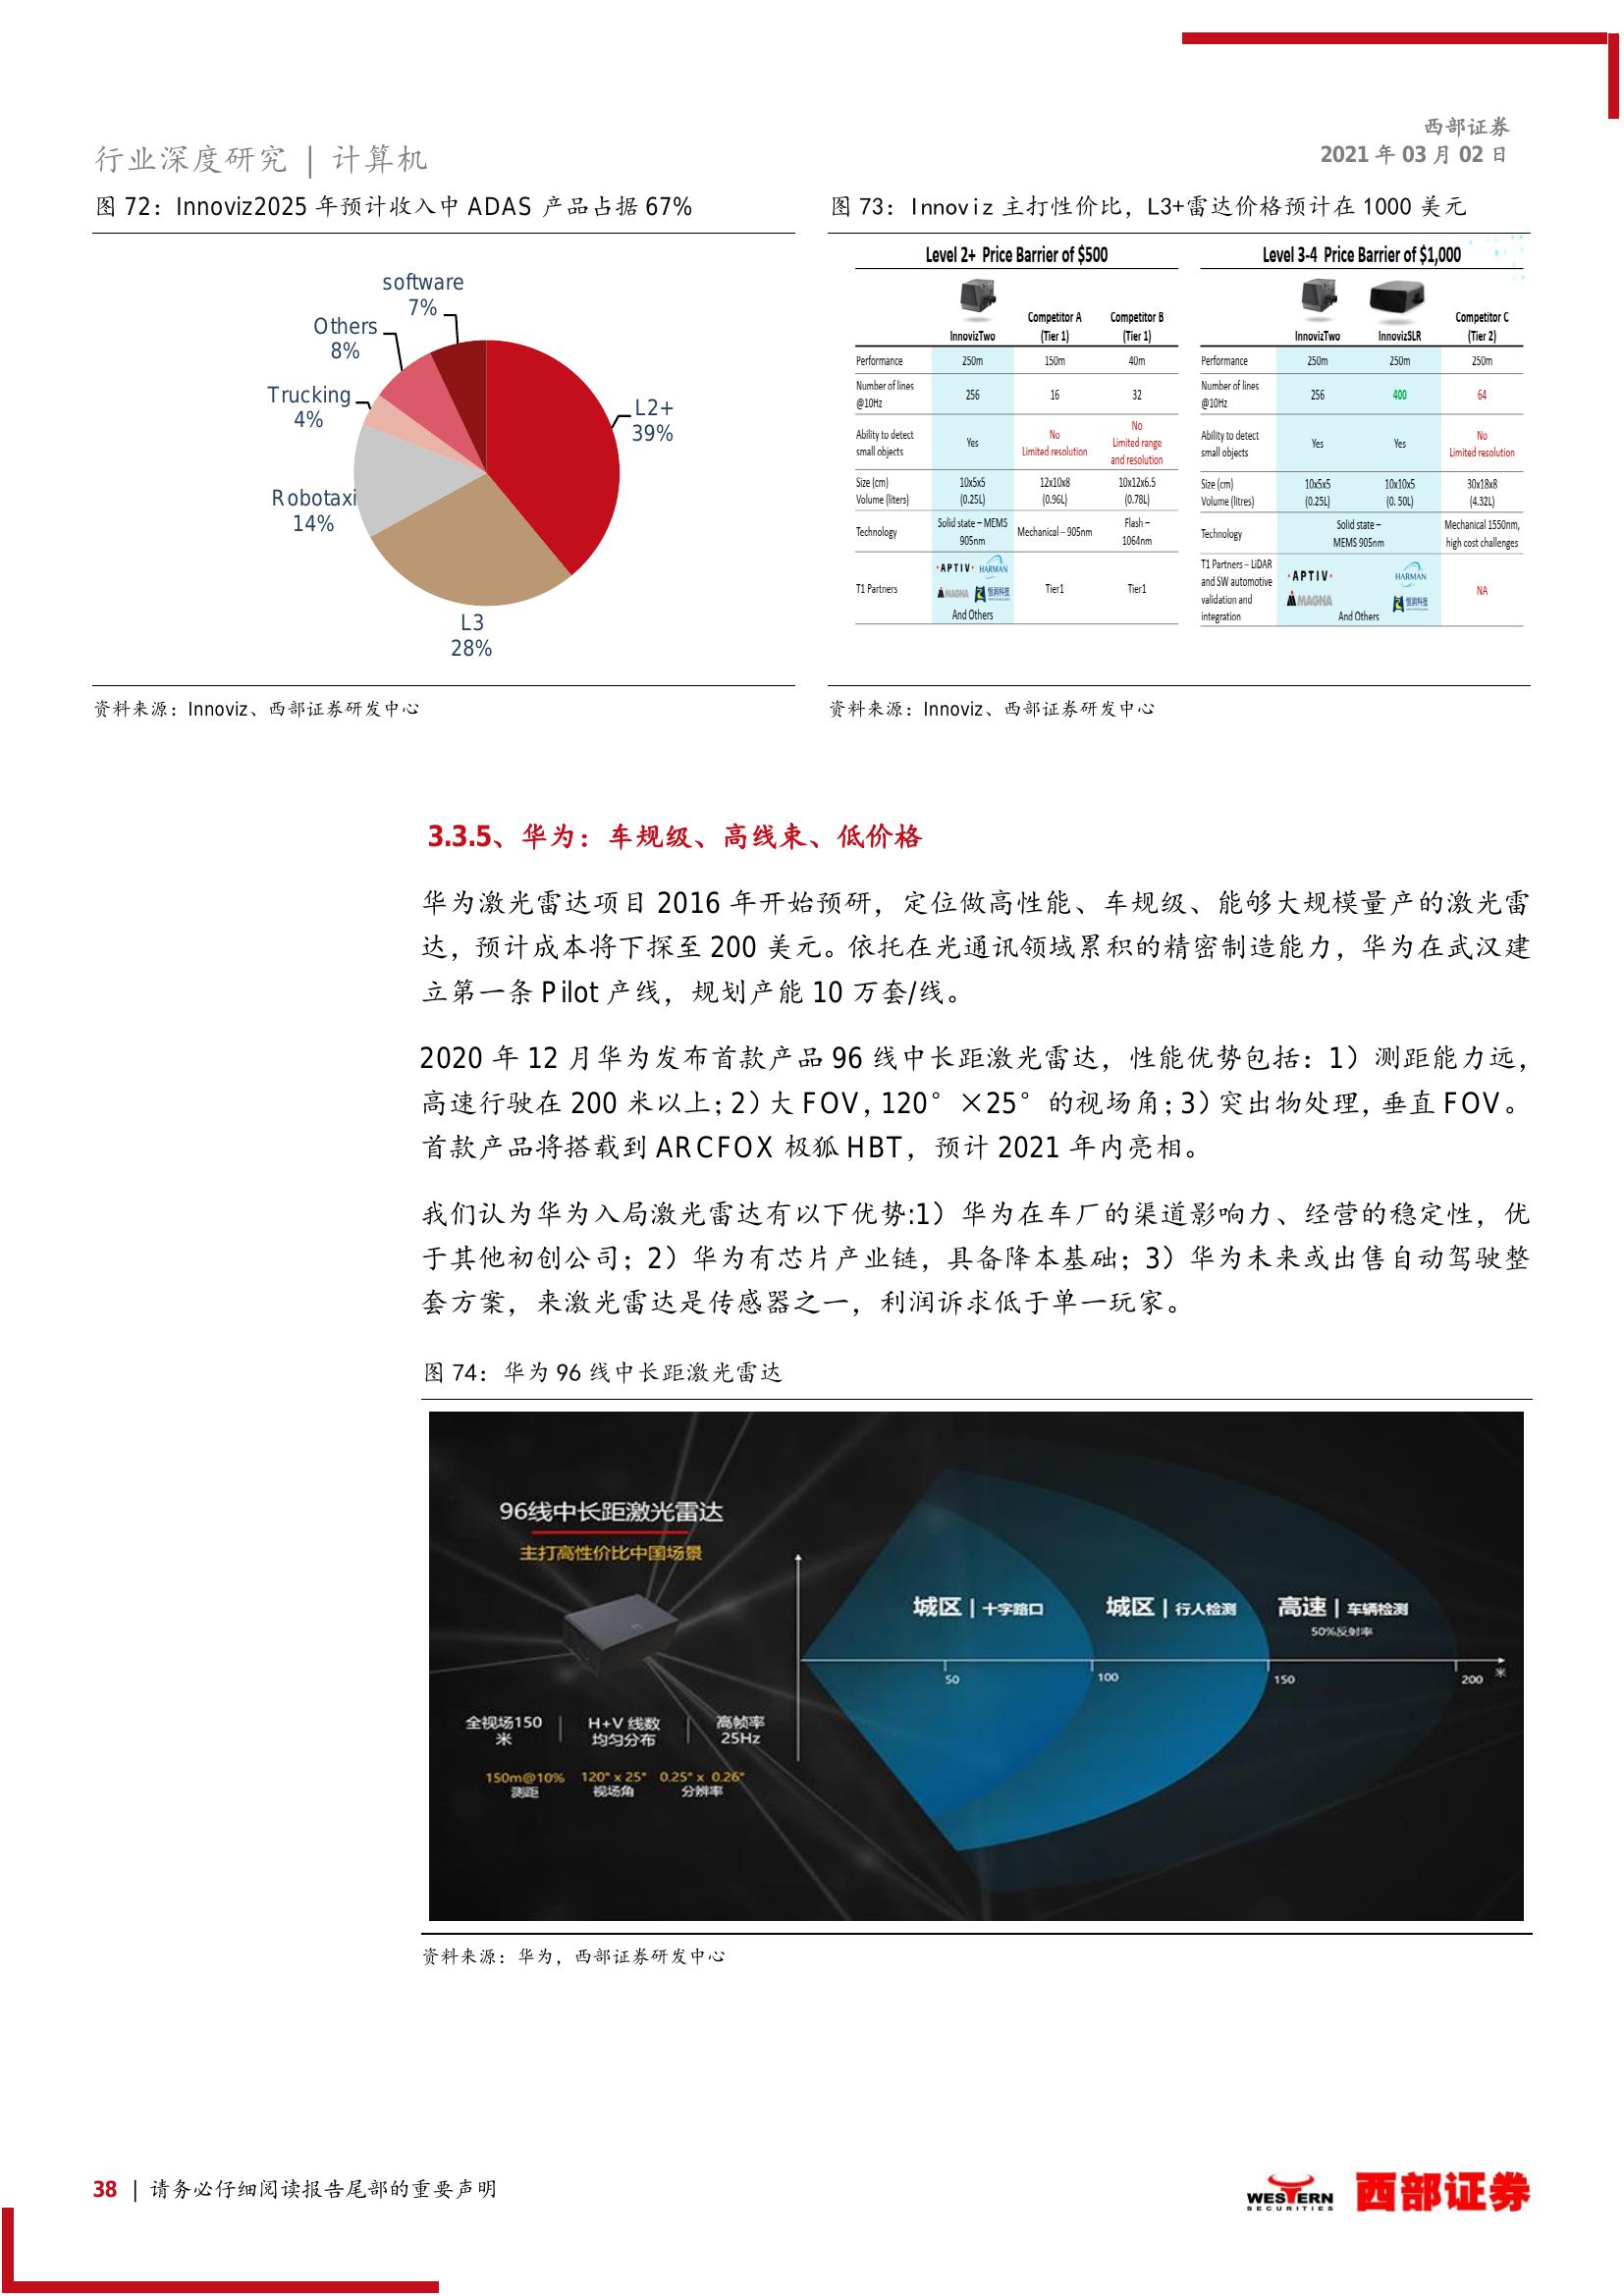 西部证券
2021 年 03 月 02 日
行业深度研究 | 计算机
图 72：Innoviz2025 年预计收入中 ADAS 产品占据 67%
software
7%
Others
8%
Trucking
4%
Robotaxi
14%
L2+
39%
L3
28%
资料来源：Innoviz、西部证券研发中心
图 73：Innoviz 主打性价比，L3+雷达价格预计在 1000 美元
Level 2+ Price Barrier of $500
InnovizTwo
Competitor A
(Tier 1)
Competitor B
(Tier 1)
Performance 250m 150m 40m
Number of lines
@10Hz
256 16 32
Ability to detect
small objects
Yes
No
Limited resolution
No
Limited range
and resolution
Size (cm)
Volume (liters)
10x5x5
(0.25L)
12x10x8
(0.96L)
10x12x6.5
(0.78L)
Technology
Solid state – MEMS
905nm
Mechanical – 905nm
Flash –
1064nm
T1 Partners
·APTIV· HARMAN
MAGNA 恒润科技
And Others
Tier1 Tier1
Level 3-4 Price Barrier of $1,000
InnovizTwo InnovizSLR
Competitor C
(Tier 2)
Performance 250m 250m 250m
Number of lines
@10Hz
256 400 64
Ability to detect
small objects
Yes Yes
No
Limited resolution
Size (cm)
Volume (litres)
10x5x5
(0.25L)
10x10x5
(0. 50L)
30x18x8
(4.32L)
Technology
Solid state –
MEMS 905nm
Mechanical 1550nm,
high cost challenges
T1 Partners – LiDAR
and SW automotive
validation and
integration
·APTIV· HARMAN
MAGNA 恒润科技
And Others
NA
资料来源：Innoviz、西部证券研发中心
3.3.5、华为：车规级、高线束、低价格
华为激光雷达项目 2016 年开始预研，定位做高性能、车规级、能够大规模量产的激光雷
达，预计成本将下探至 200 美元。依托在光通讯领域累积的精密制造能力，华为在武汉建
立第一条 Pilot 产线，规划产能 10 万套/线。
2020 年 12 月华为发布首款产品 96 线中长距激光雷达，性能优势包括：1）测距能力远，
高速行驶在 200 米以上；2）大 FOV，120°×25°的视场角；3）突出物处理，垂直 FOV。
首款产品将搭载到 ARCFOX 极狐 HBT，预计 2021 年内亮相。
我们认为华为入局激光雷达有以下优势:1）华为在车厂的渠道影响力、经营的稳定性，优
于其他初创公司；2）华为有芯片产业链，具备降本基础；3）华为未来或出售自动驾驶整
套方案，来激光雷达是传感器之一，利润诉求低于单一玩家。
图 74：华为 96 线中长距激光雷达
96线中长距激光雷达
主打高性价比中国场景
全视场150
米
H+V 线数
均匀分布
高帧率
25Hz
150m@10%
测距
120° x 25°
视场角
0.25° x 0.26°
分辨率
城区 | 十字路口
城区 | 行人检测
高速 | 车辆检测
50%反射率
50 100 150 200 米
资料来源：华为，西部证券研发中心
38 | 请务必仔细阅读报告尾部的重要声明
WESTERN
SECURITIES
西部证券